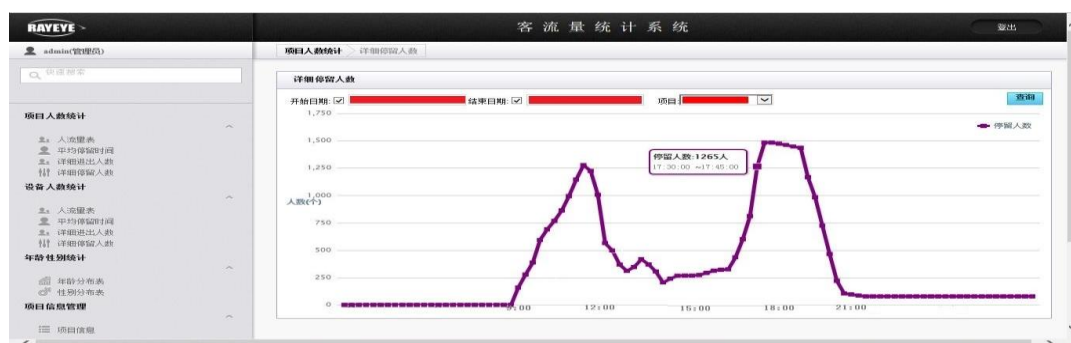 RAYEYE
客流量统计系统
登出
admin(管理员)
项目人数统计
详细停留人数
快速搜索
项目人数统计
人流量表
平均停留时间
详细进出人数
详细停留人数
设备人数统计
人流量表
平均停留时间
详细进出人数
详细停留人数
年龄性别统计
年龄分布表
性别分布表
项目信息管理
项目信息
详细停留人数
开始日期:
结束日期:
项目:
查询
停留人数
1,750
1,500
1,250
1,000
750
500
250
0
人数(个)
停留人数:1265人
17:30:00 ~17:45:00
9:00
12:00
15:00
18:00
21:00